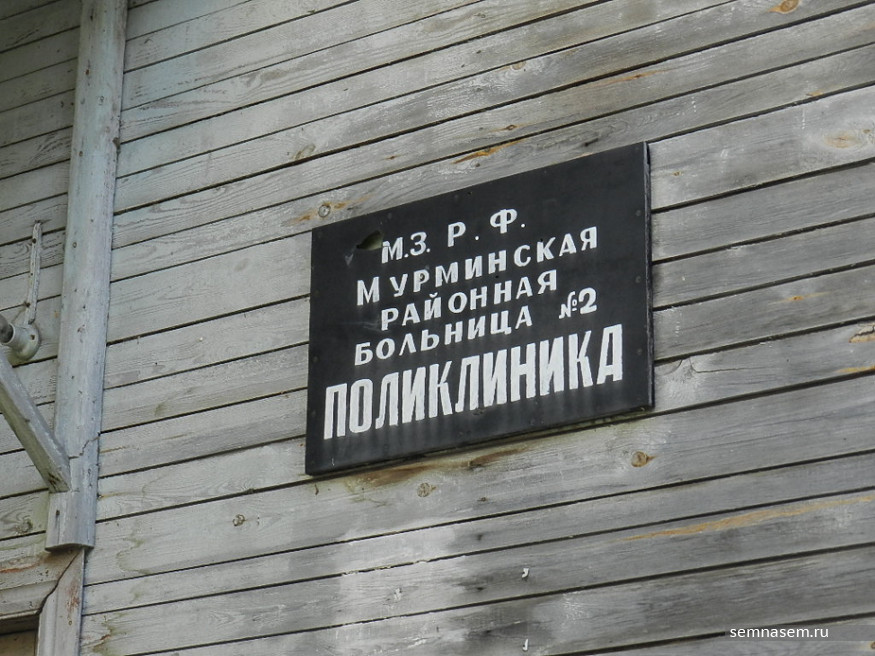 М.З. Р. Ф.
МУРМИНСКАЯ
РАЙОННАЯ
БОЛЬНИЦА №2
ПОЛИКЛИНИКА
semnasem.ru